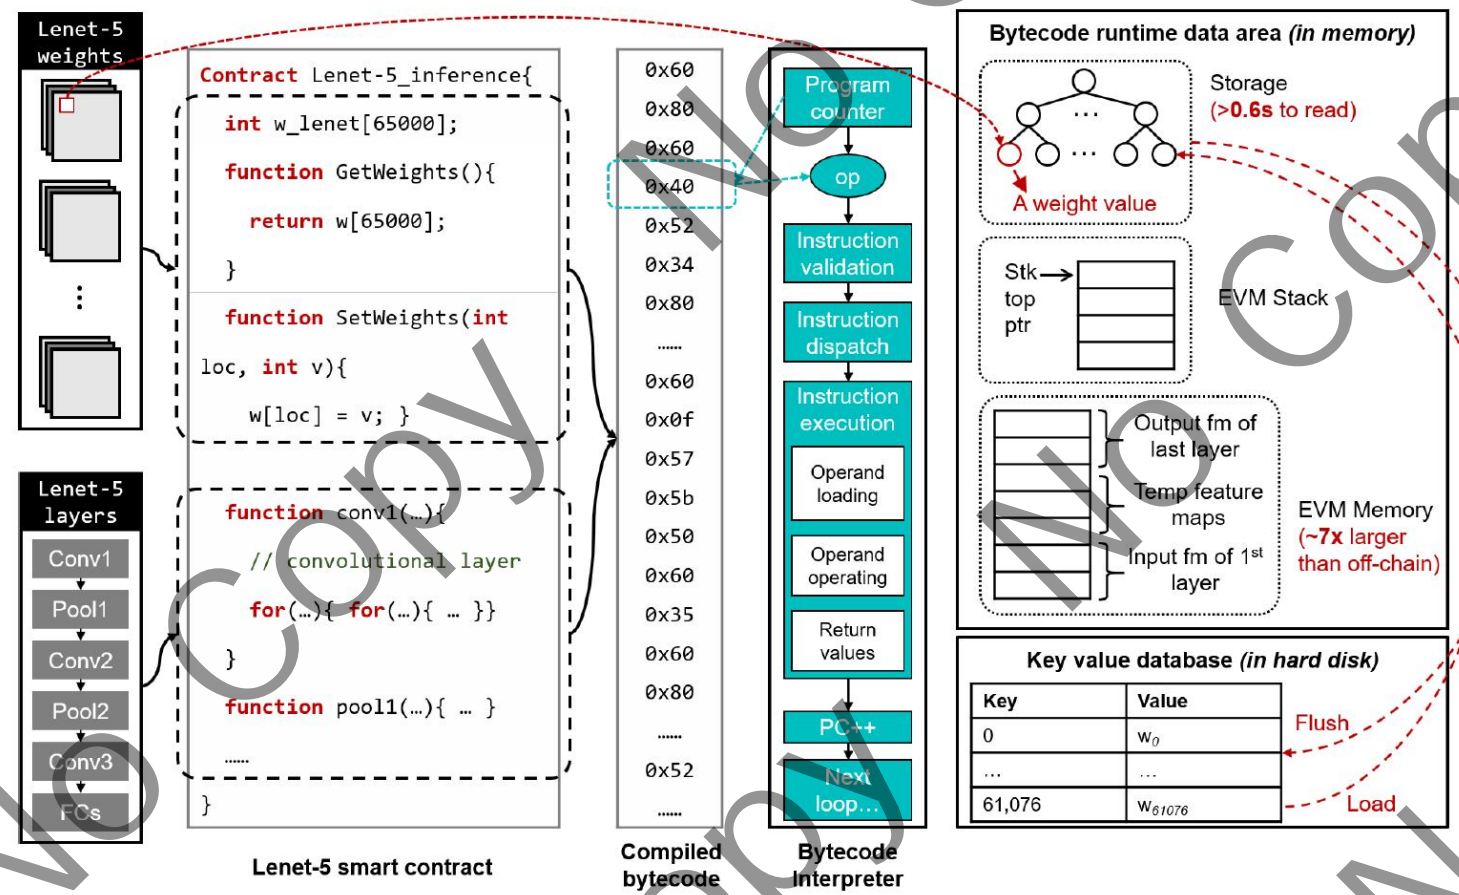 Lenet-5
weights
Lenet-5
layers
Conv1
Pool1
Conv2
Pool2
Conv3
FCs
Contract Lenet-5_inference{
int w_lenet[65000];
function GetWeights(){
return w[65000];
}
function SetWeights(int
loc, int v){
w[loc] = v; }
function conv1(…){
// convolutional layer
for(…){ for(…){ … }}
}
function pool1(…){ … }
……
}
Lenet-5 smart contract
0x60
0x80
0x60
0x40
0x52
0x34
0x80
……
0x60
0x0f
0x57
0x5b
0x50
0x60
0x35
0x60
0x80
……
0x52
……
Compiled
bytecode
Program
counter
op
Instruction
validation
Instruction
dispatch
Instruction
execution
Operand
loading
Operand
operating
Return
values
PC++
Next
loop…
Bytecode
Interpreter
Bytecode runtime data area (in memory)
Storage
(>0.6s to read)
…
…
A weight value
Stk
top
ptr
EVM Stack
Output fm of
last layer
Temp feature
maps
Input fm of 1st
layer
EVM Memory
(~7x larger
than off-chain)
Key value database (in hard disk)
Key Value
0 w0
… …
61,076 w61076
Flush
Load
No Copy
No Copy
No Copy